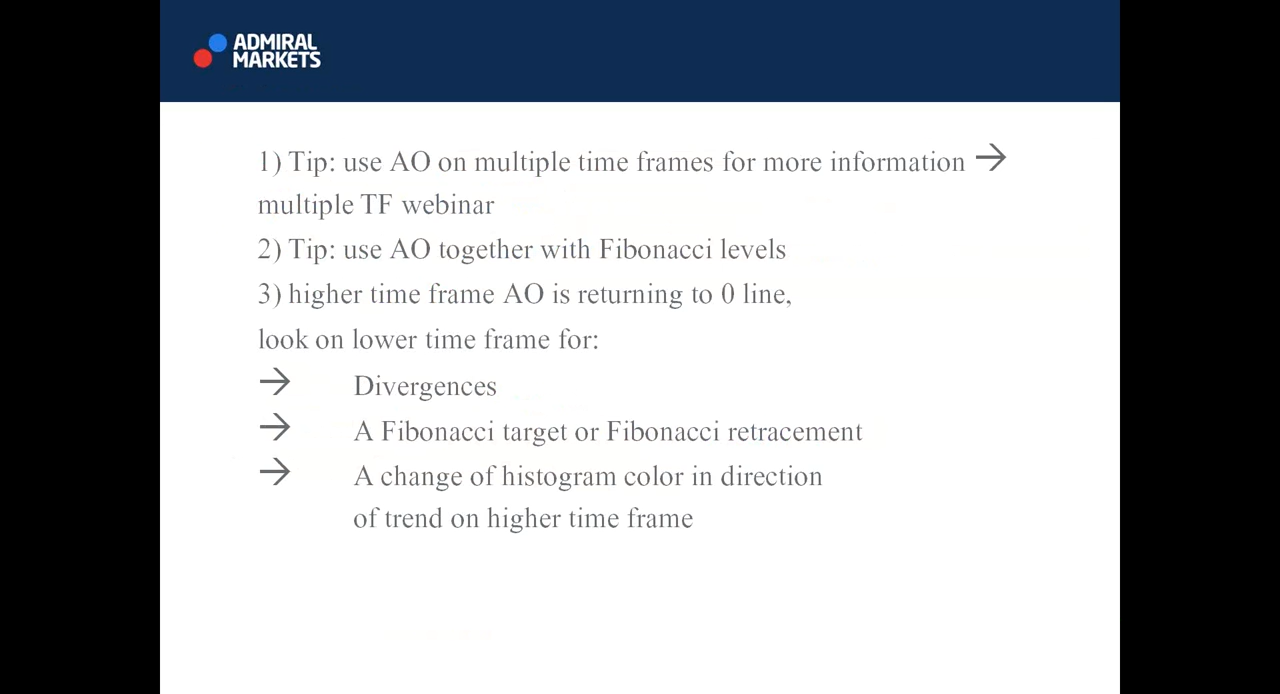 ADMIRAL
MARKETS
1) Tip: use AO on multiple time frames for more information →
multiple TF webinar
2) Tip: use AO together with Fibonacci levels
3) higher time frame AO is returning to 0 line,
look on lower time frame for:
→ Divergences
→ A Fibonacci target or Fibonacci retracement
→ A change of histogram color in direction
of trend on higher time frame